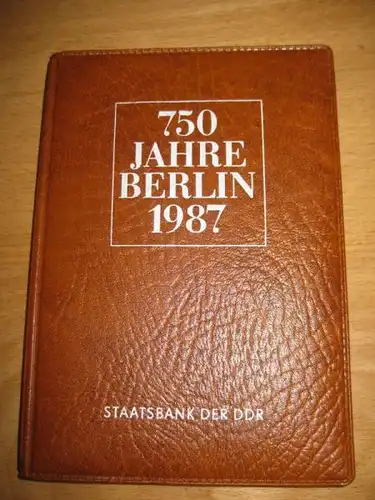 750
JAHRE
BERLIN
1987
STAATSBANK DER DDR